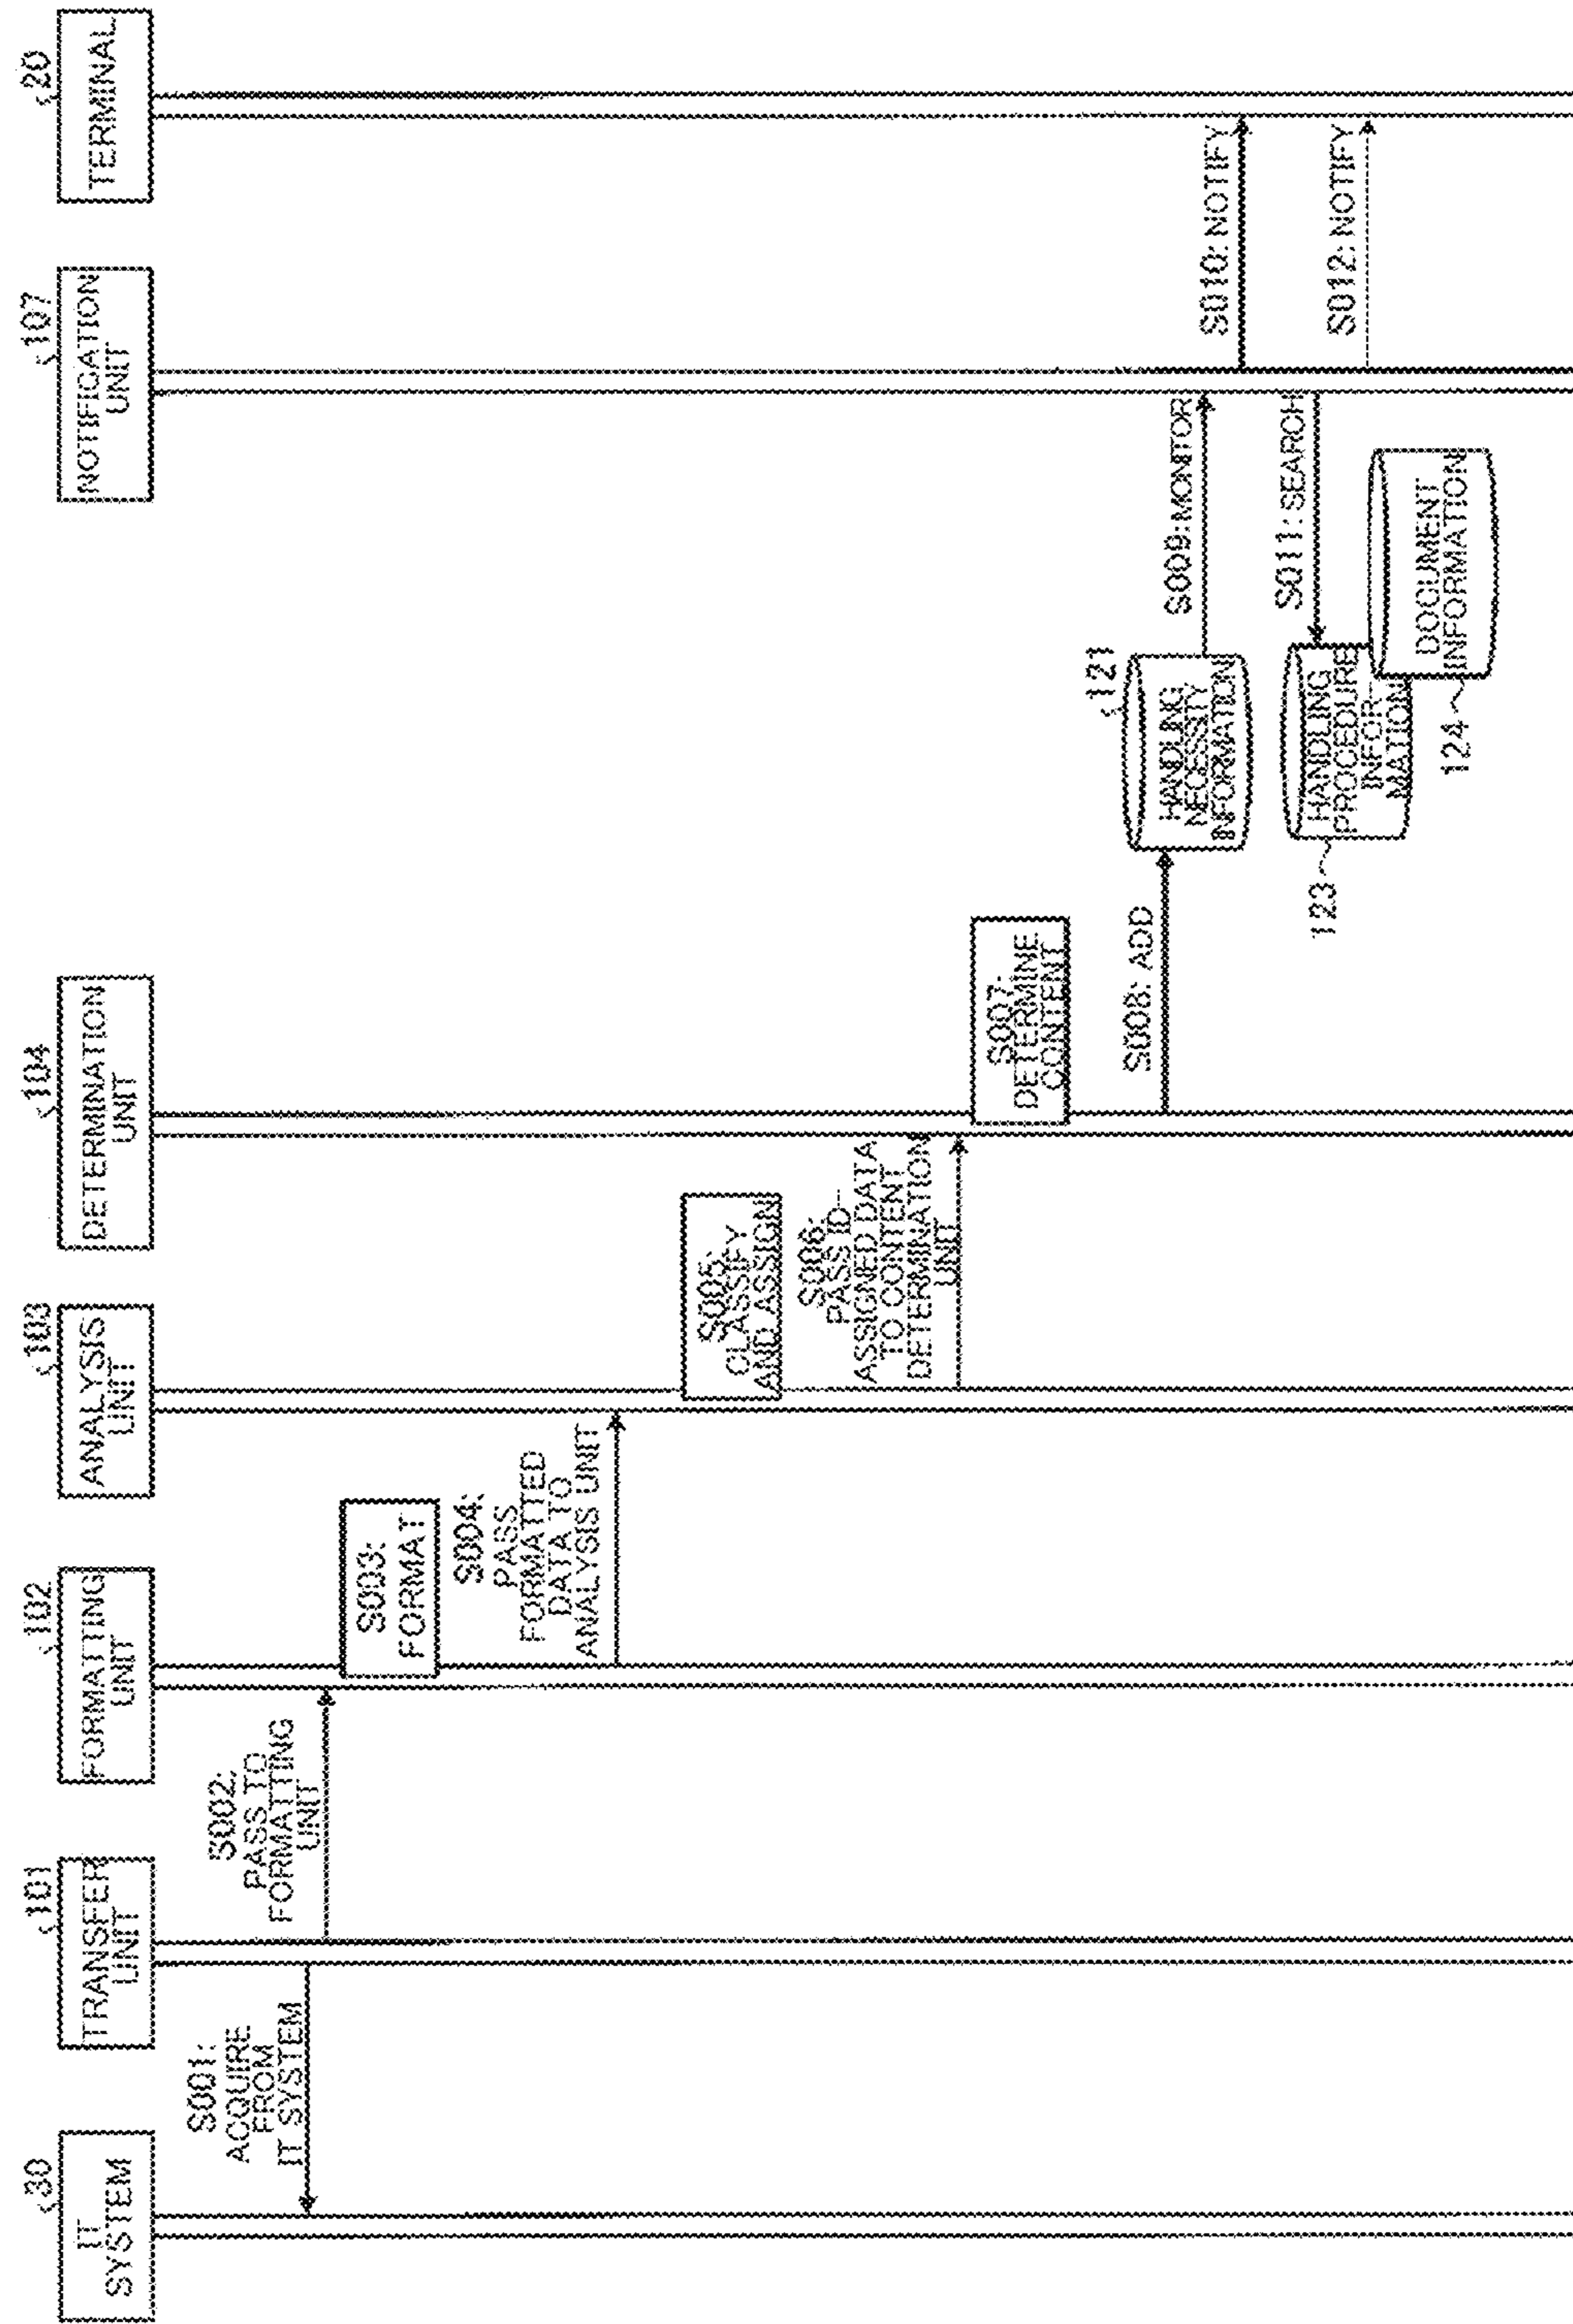 30
IT
SYSTEM
101
TRANSFER
UNIT
102
FORMATTING
UNIT
103
ANALYSIS
UNIT
104
DETERMINATION
UNIT
107
NOTIFICATION
UNIT
20
TERMINAL
S001:
ACQUIRE
FROM
IT SYSTEM
S002:
PASS TO
FORMATTING
UNIT
S003:
FORMAT
S004:
PASS
FORMATTED
DATA TO
ANALYSIS UNIT
S005:
CLASSIFY
AND ASSIGN
S006:
PASS ID-
ASSIGNED DATA
TO CONTENT
DETERMINATION
UNIT
S007:
DETERMINE
CONTENT
S008: ADD
121
HANDLING
NECESSITY
INFORMATION
S009: MONITOR
S010: NOTIFY
S011: SEARCH
123
HANDLING
PROCEDURE
INFOR-
MATION
124
DOCUMENT
INFORMATION
S012: NOTIFY